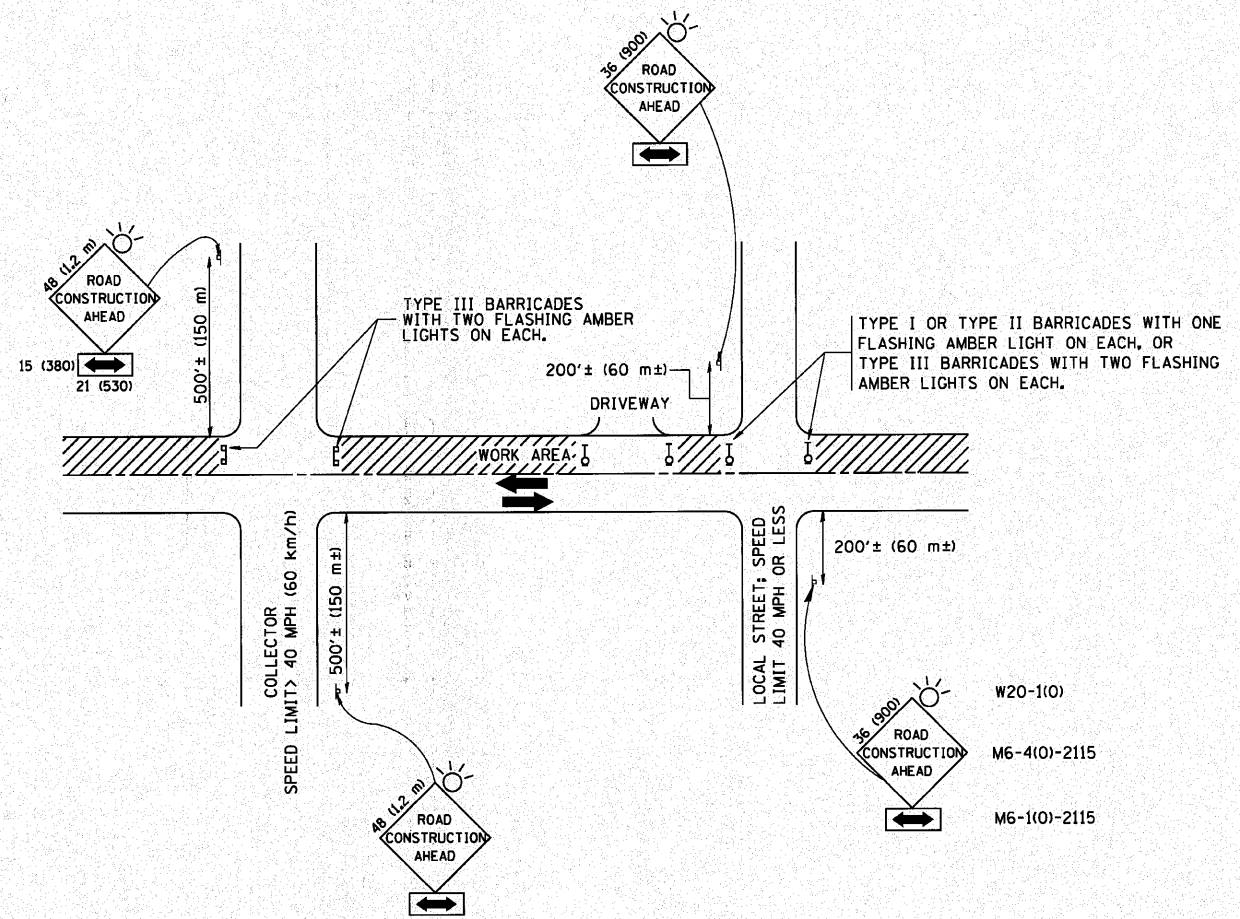 36 (900)
ROAD
CONSTRUCTION
AHEAD
48 (1.2 m)
ROAD
CONSTRUCTION
AHEAD
15 (380)
21 (530)
500'± (150 m)
TYPE III BARRICADES
WITH TWO FLASHING AMBER
LIGHTS ON EACH.
200'± (60 m±)
DRIVEWAY
TYPE I OR TYPE II BARRICADES WITH ONE
FLASHING AMBER LIGHT ON EACH, OR
TYPE III BARRICADES WITH TWO FLASHING
AMBER LIGHTS ON EACH.
WORK AREA
COLLECTOR
SPEED LIMIT> 40 MPH (60 km/h)
500'± (150 m±)
LOCAL STREET; SPEED
LIMIT 40 MPH OR LESS
200'± (60 m±)
48 (1.2 m)
ROAD
CONSTRUCTION
AHEAD
36 (900)
ROAD
CONSTRUCTION
AHEAD
W20-1(O)
M6-4(O)-2115
M6-1(O)-2115